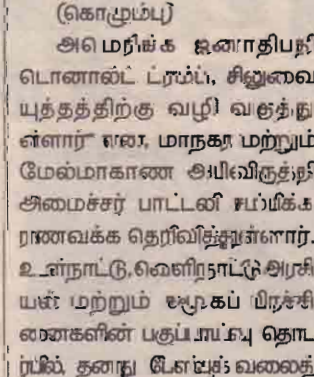 (கொழும்பு)
அமெரிக்க ஜனாதிபதி
டொனால்ட் ட்ரம்ப், சிலுவை
யுத்தத்திற்கு வழி வகுத்து
ள்ளார் என, மாநகர மற்றும்
மேல்மாகாண அபிவிருத்தி
அமைச்சர் பாட்டலி சம்பிக்க
ரணவக்க தெரிவித்துள்ளார்.
உள்நாட்டு, வெளிநாட்டு அரசி
யன் மற்றும் சமூகப் பிரச்சி
னைகளின் பகுப்பாய்வு தொட
ர்பில், தனது பேஸ்புக் வலைத்